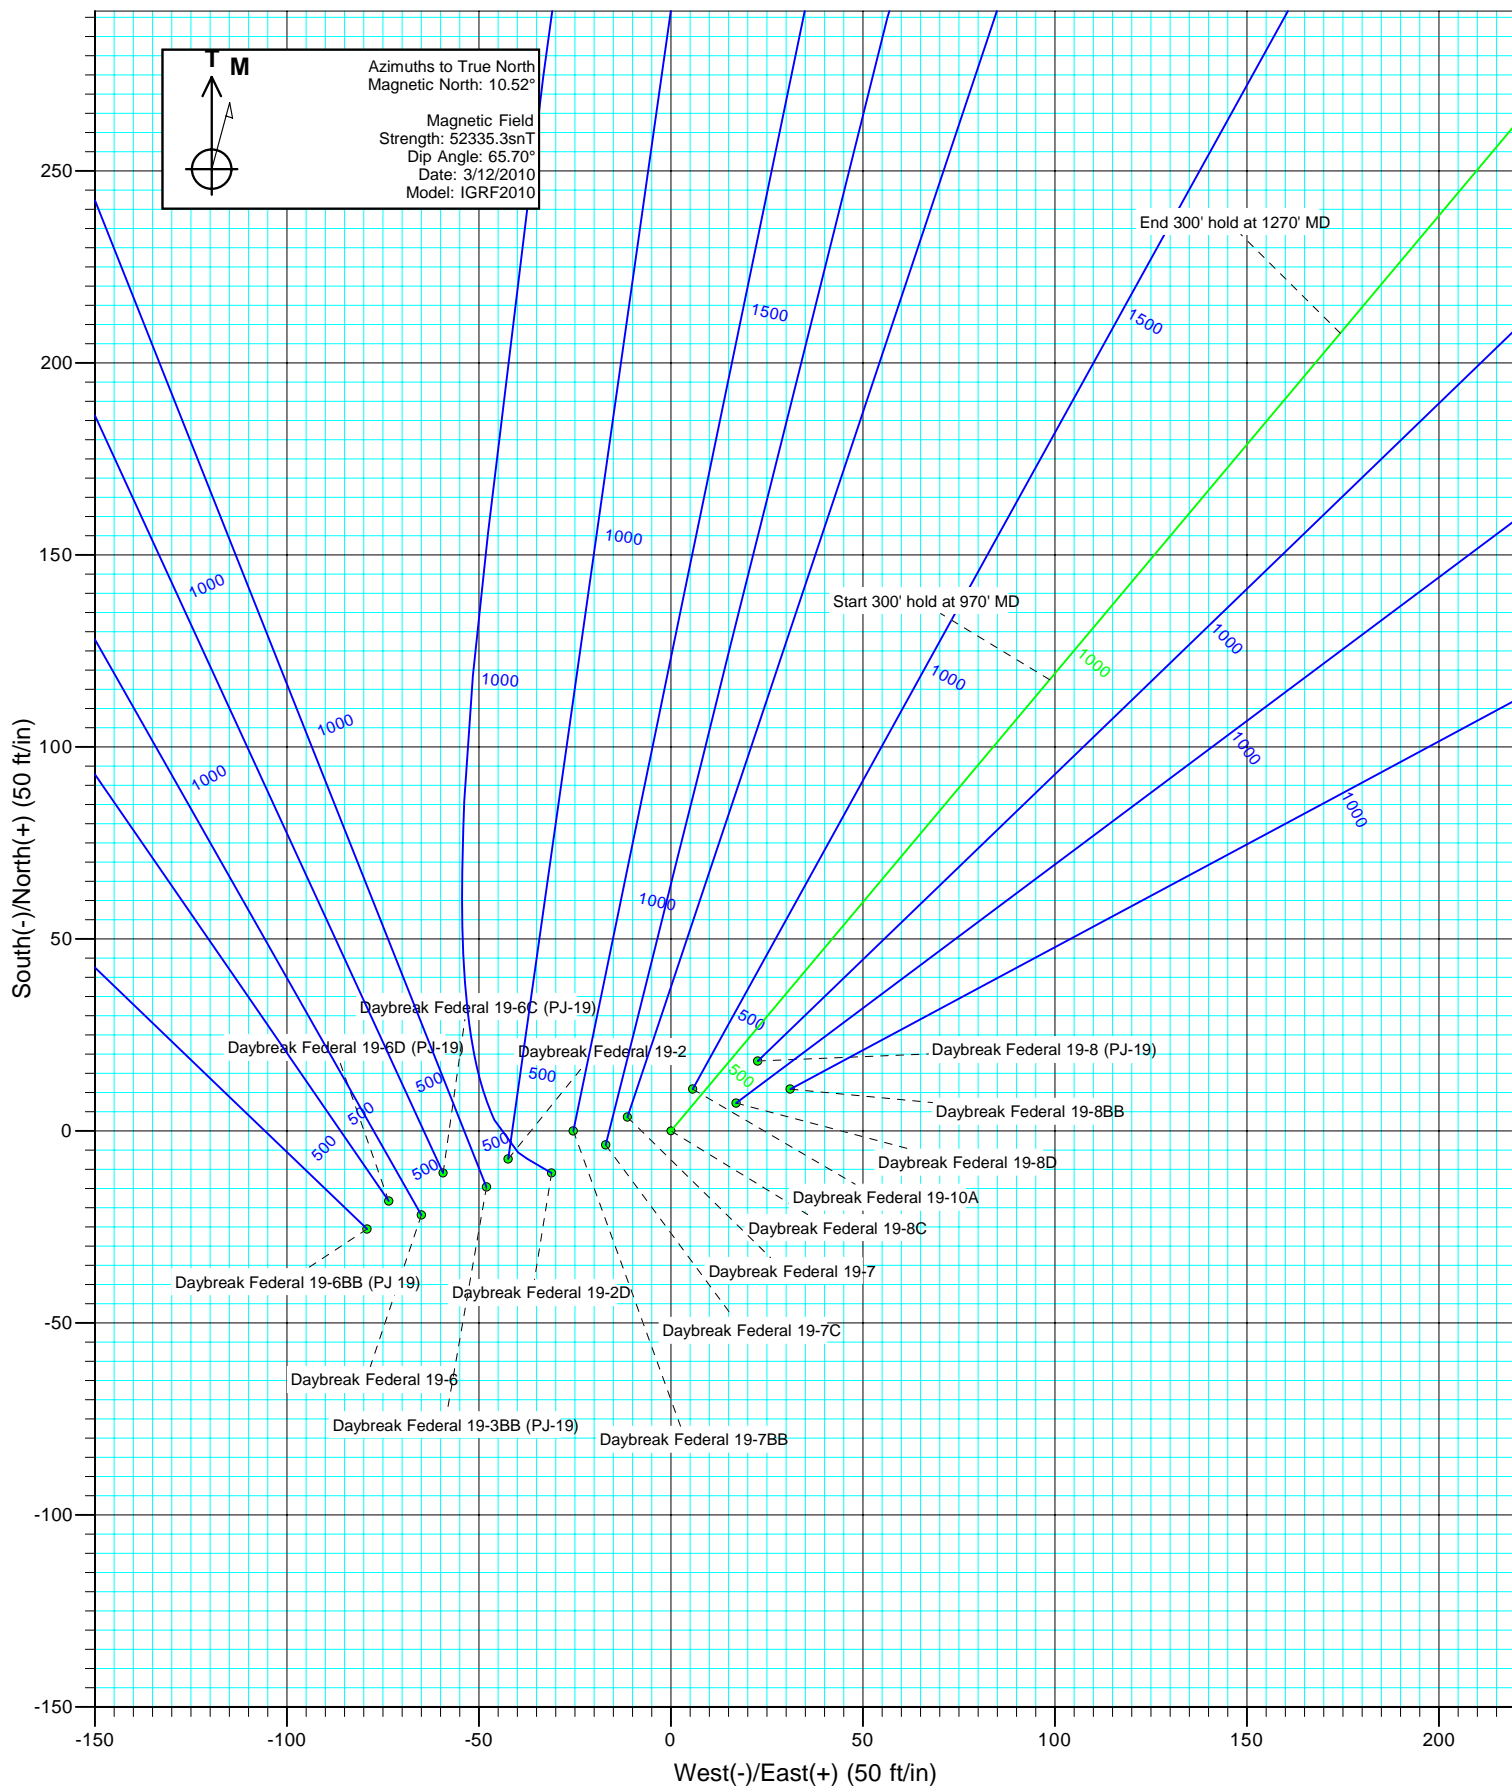 T M
Azimuths to True North
Magnetic North: 10.52°
Magnetic Field
Strength: 52335.3snT
Dip Angle: 65.70°
Date: 3/12/2010
Model: IGRF2010
End 300' hold at 1270' MD
Start 300' hold at 970' MD
1500
1500
1000
1000
1000
1000
1000
1000
1000
1000
1000
1000
1000
500
500
500
500
500
500
500
500
Daybreak Federal 19-6C (PJ-19)
Daybreak Federal 19-6D (PJ-19)
Daybreak Federal 19-2
Daybreak Federal 19-8 (PJ-19)
Daybreak Federal 19-8BB
Daybreak Federal 19-8D
Daybreak Federal 19-10A
Daybreak Federal 19-8C
Daybreak Federal 19-7
Daybreak Federal 19-6BB (PJ 19)
Daybreak Federal 19-2D
Daybreak Federal 19-7C
Daybreak Federal 19-6
Daybreak Federal 19-3BB (PJ-19)
Daybreak Federal 19-7BB
250
200
150
100
50
0
-50
-100
-150
South(-)/North(+) (50 ft/in)
-150 -100 -50 0 50 100 150 200
West(-)/East(+) (50 ft/in)